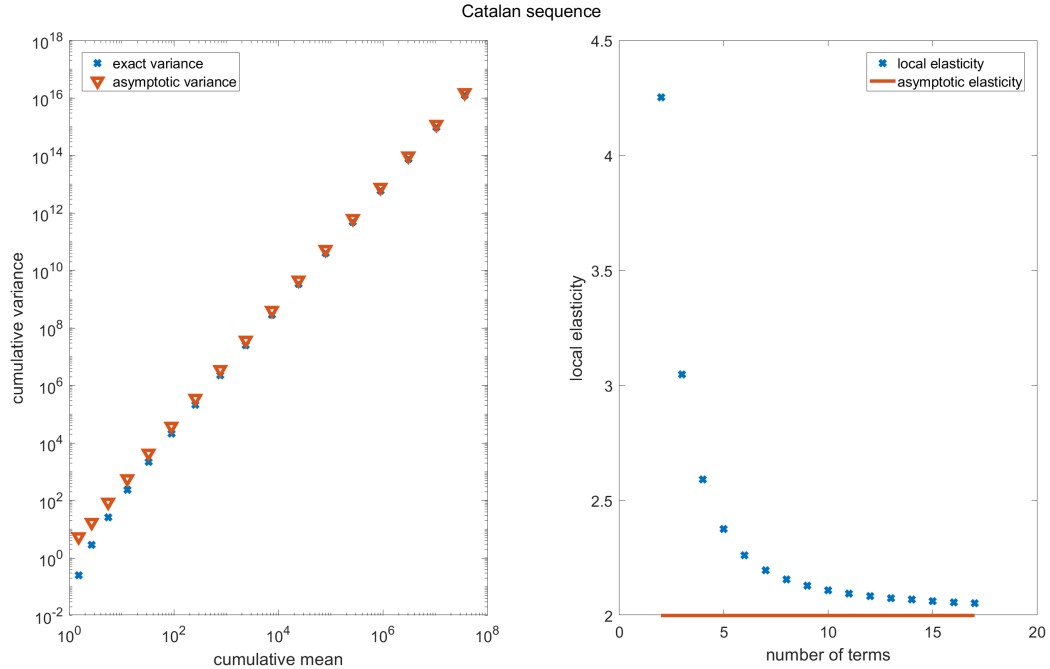 Catalan sequence
10^18
10^16
10^14
10^12
10^10
10^8
10^6
10^4
10^2
10^0
10^-2
cumulative variance
exact variance
asymptotic variance
10^0 10^2 10^4 10^6 10^8
cumulative mean
4.5
4
3.5
3
2.5
2
local elasticity
local elasticity
asymptotic elasticity
0 5 10 15 20
number of terms